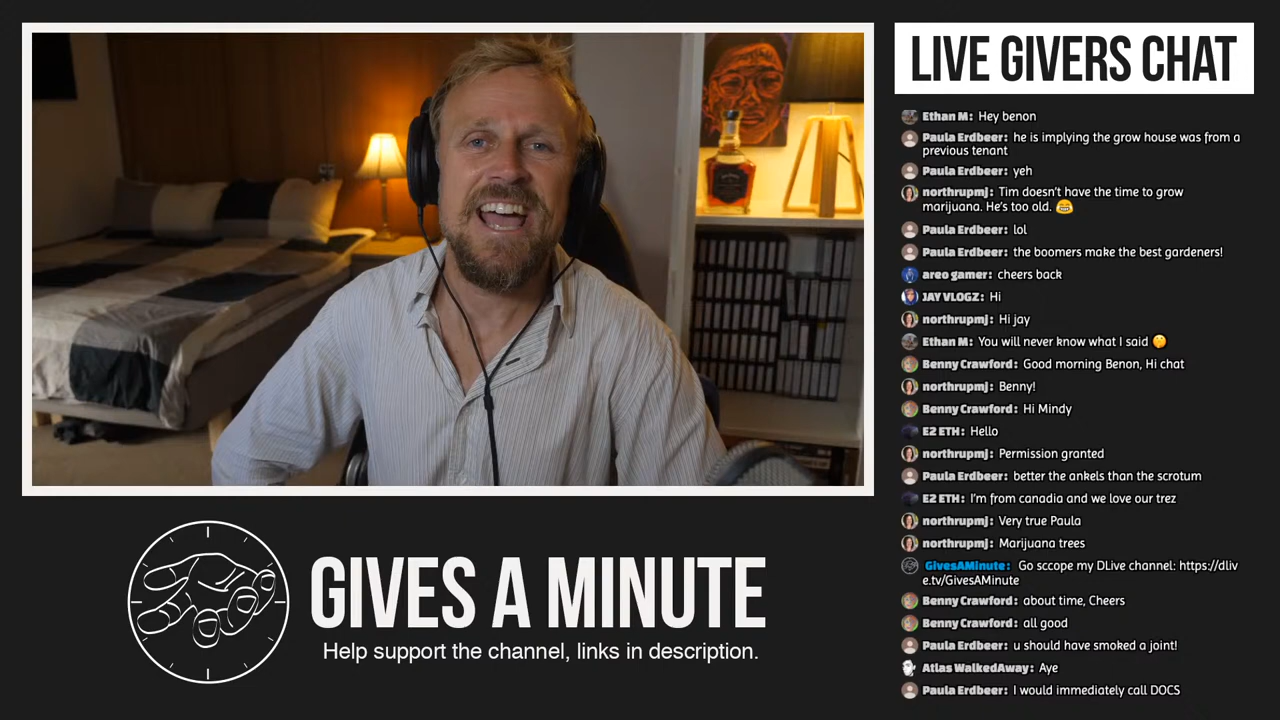 LIVE GIVERS CHAT
Ethan M: Hey benon
Paula Erdbeer: he is implying the grow house was from a
previous tenant
Paula Erdbeer: yeh
northrupmj: Tim doesn't have the time to grow
marijuana. He's too old. 😂
Paula Erdbeer: lol
Paula Erdbeer: the boomers make the best gardeners!
areo gamer: cheers back
JAY VLOGZ: Hi
northrupmj: Hi jay
Ethan M: You will never know what I said 🤫
Benny Crawford: Good morning Benon, Hi chat
northrupmj: Benny!
Benny Crawford: Hi Mindy
E2 ETH: Hello
northrupmj: Permission granted
Paula Erdbeer: better the ankels than the scrotum
E2 ETH: I'm from canadia and we love our trez
northrupmj: Very true Paula
northrupmj: Marijuana trees
GivesAMinute: Go sccope my DLive channel: https://dliv
e.tv/GivesAMinute
Benny Crawford: about time, Cheers
Benny Crawford: all good
Paula Erdbeer: u should have smoked a joint!
Atlas WalkedAway: Aye
Paula Erdbeer: I would immediately call DOCS
GIVES A MINUTE
Help support the channel, links in description.